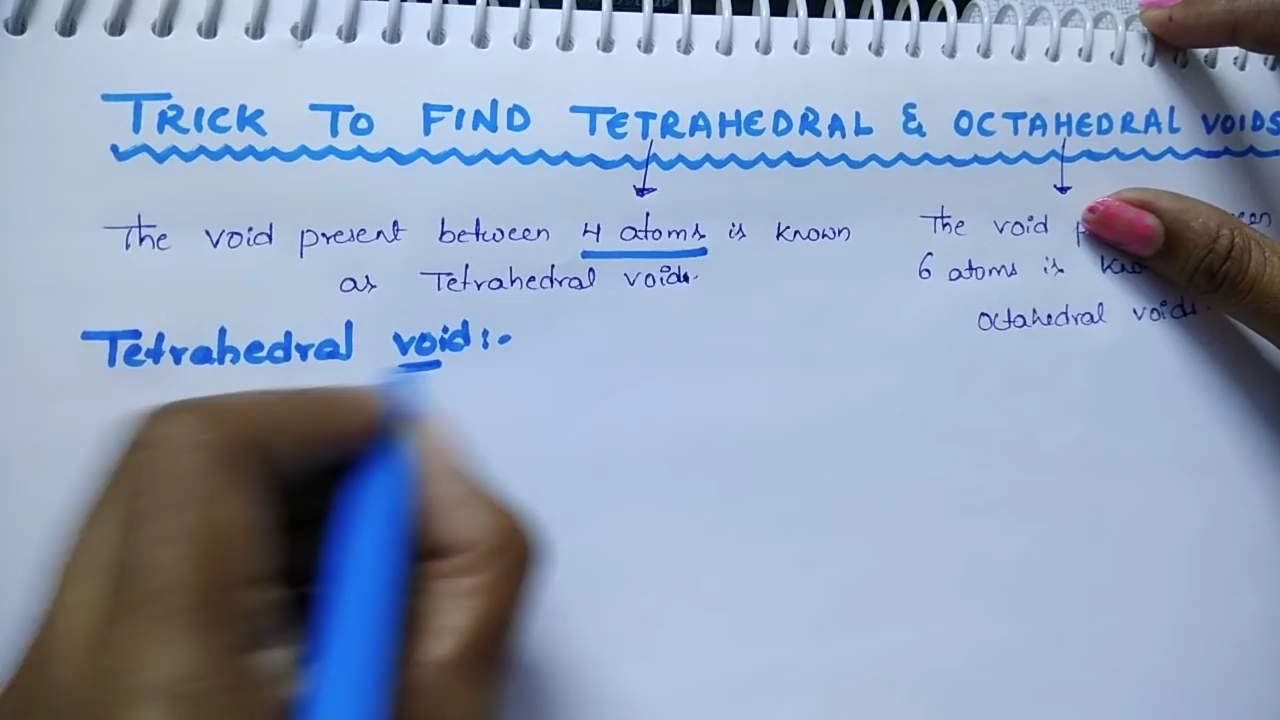 TRICK TO FIND TETRAHEDRAL & OCTAHEDRAL VOIDS
The void present between 4 atoms is known
as Tetrahedral voids.
The void
6 atoms is
octahedral voids.
Tetrahedral void:-